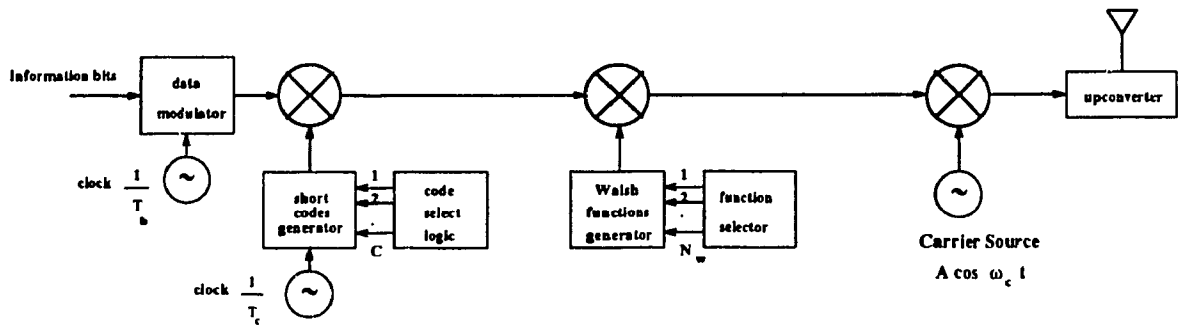 Information bits
data
modulator
upconverter
clock 1
T b
short
codes
generator
1
2
.
C
code
select
logic
Walsh
functions
generator
1
2
.
N w
function
selector
Carrier Source
A cos ω c t
clock 1
T c